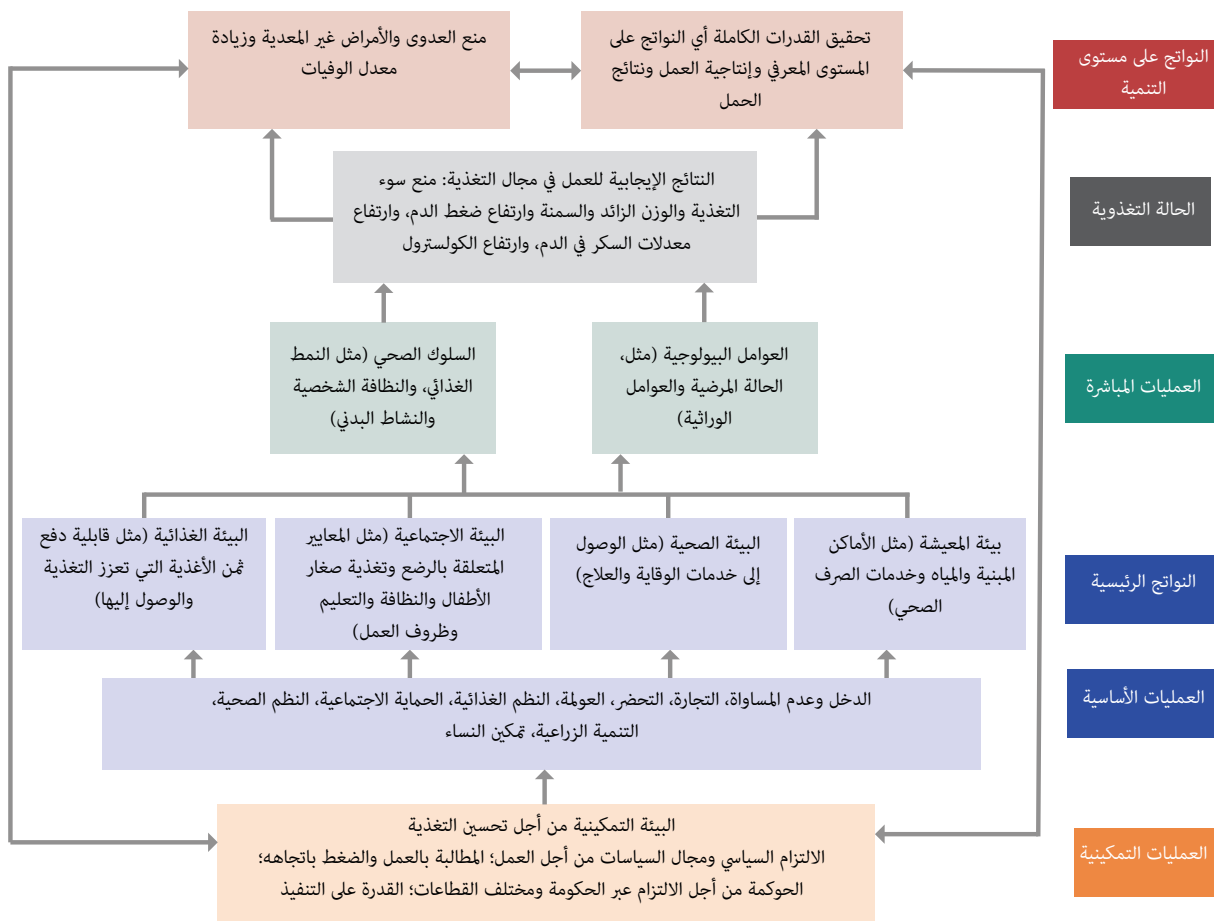 تحقيق القدرات الكاملة أي النواتج على
المستوى المعرفي وإنتاجية العمل ونتائج
الحمل
منع العدوى والأمراض غير المعدية وزيادة
معدل الوفيات
النواتج على مستوى
التنمية
النتائج الإيجابية للعمل في مجال التغذية: منع سوء
التغذية والوزن الزائد والسمنة وارتفاع ضغط الدم، وارتفاع
معدلات السكر في الدم، وارتفاع الكولسترول
الحالة التغذوية
العوامل البيولوجية (مثل،
الحالة المرضية والعوامل
الوراثية)
السلوك الصحي (مثل النمط
الغذائي، والنظافة الشخصية
والنشاط البدني)
العمليات المباشرة
بيئة المعيشة (مثل الأماكن
المبنية والمياه وخدمات الصرف
الصحي)
البيئة الصحية (مثل الوصول
إلى خدمات الوقاية والعلاج)
البيئة الاجتماعية (مثل المعايير
المتعلقة بالرضع وتغذية صغار
الأطفال والنظافة والتعليم
وظروف العمل)
البيئة الغذائية (مثل قابلية دفع
ثمن الأغذية التي تعزز التغذية
والوصول إليها)
النواتج الرئيسية
الدخل وعدم المساواة، التجارة، التحضر، العولمة، النظم الغذائية، الحماية الاجتماعية، النظم الصحية،
التنمية الزراعية، تمكين النساء
العمليات الأساسية
البيئة التمكينية من أجل تحسين التغذية
الالتزام السياسي ومجال السياسات من أجل العمل؛ المطالبة بالعمل والضغط باتجاهه؛
الحوكمة من أجل الالتزام عبر الحكومة ومختلف القطاعات؛ القدرة على التنفيذ
العمليات التمكينية